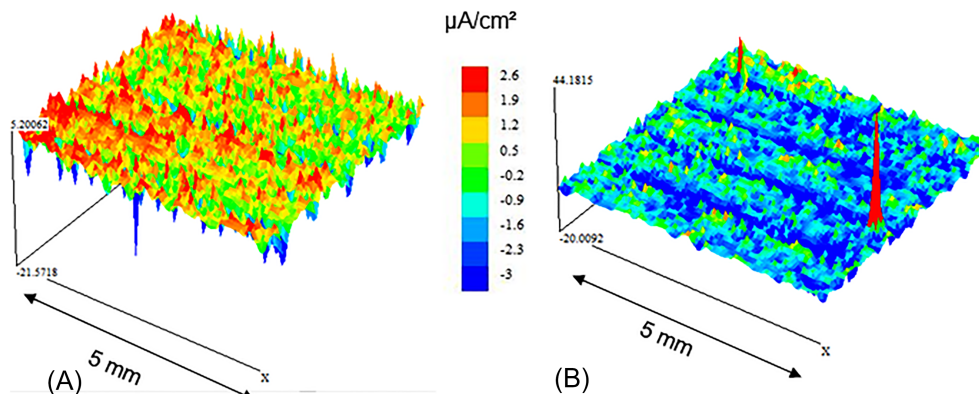 µA/cm²
5.20062
-21.5718
5 mm
x
(A)
2.6
1.9
1.2
0.5
-0.2
-0.9
-1.6
-2.3
-3
44.1815
-20.0092
5 mm
x
(B)